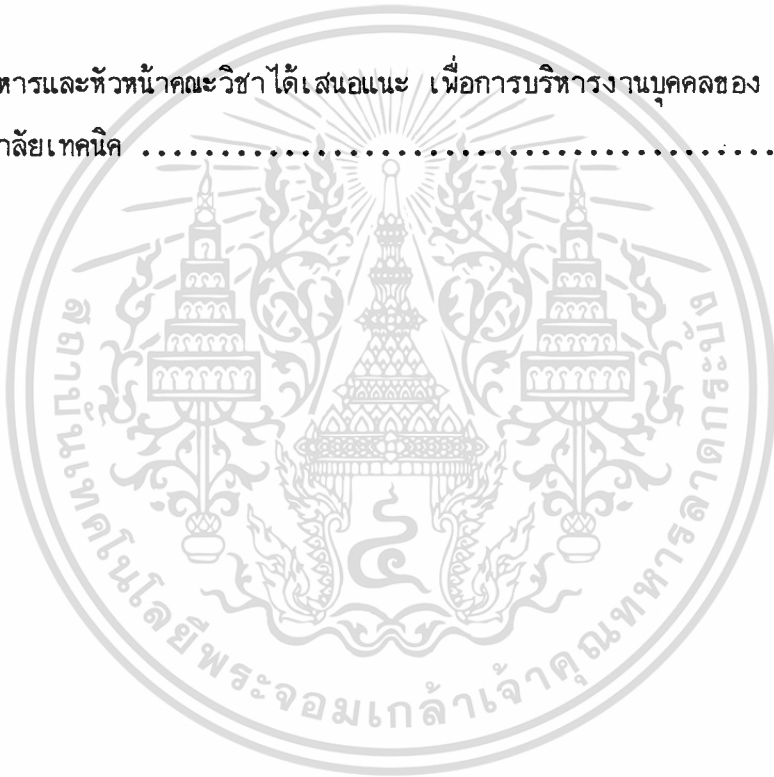 หารและหัวหน้าคณะวิชาได้เสนอแนะ เพื่อการบริหารงานบุคคลของ
าลัยเทคนิค ..................................................
สถาบันเทคโนโลยีพระจอมเกล้าเจ้าคุณทหารลาดกระบัง
๔